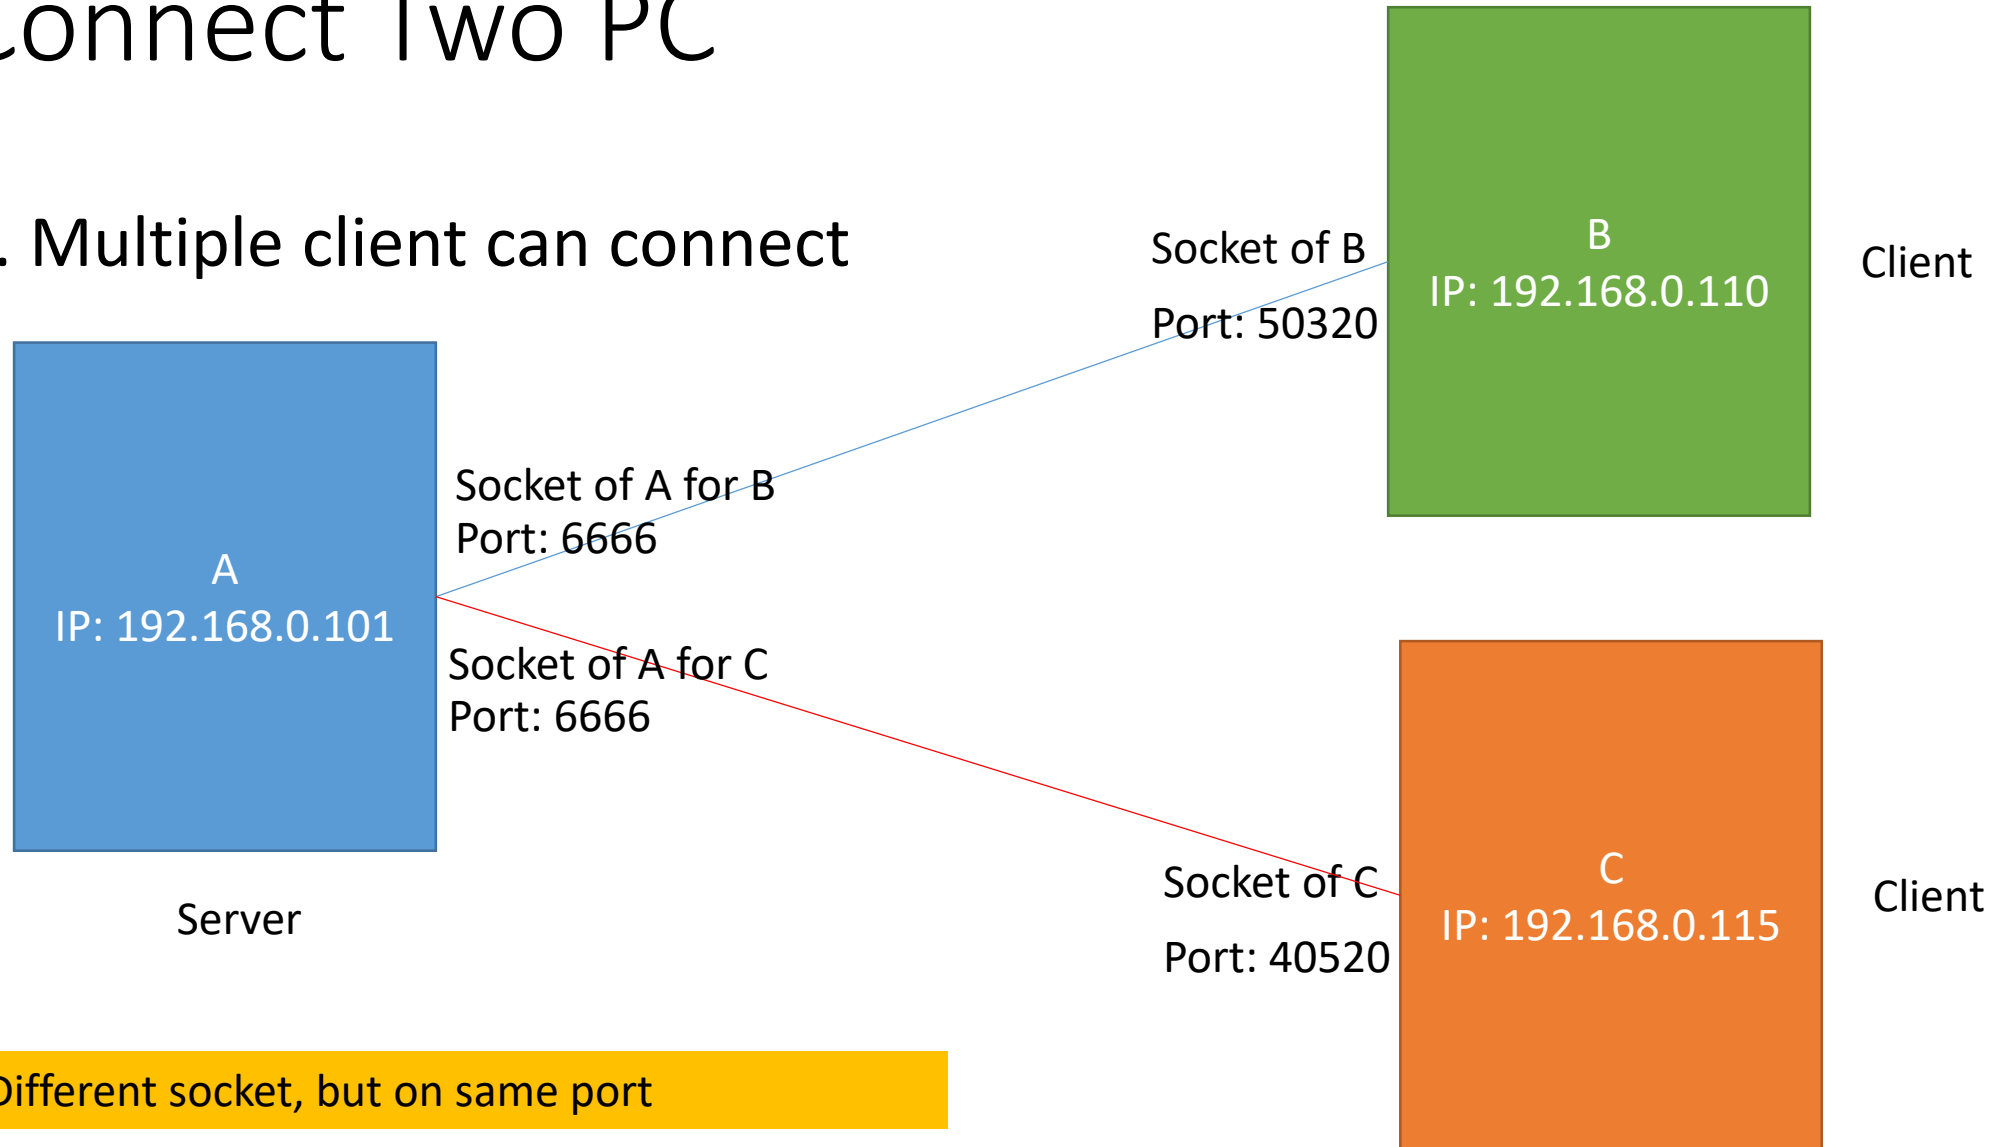 onnect Two PC
. Multiple client can connect
Socket of B
Port: 50320
B
IP: 192.168.0.110
Client
Socket of A for B
Port: 6666
A
IP: 192.168.0.101
Socket of A for C
Port: 6666
Server
Socket of C
Port: 40520
C
IP: 192.168.0.115
Client
Different socket, but on same port